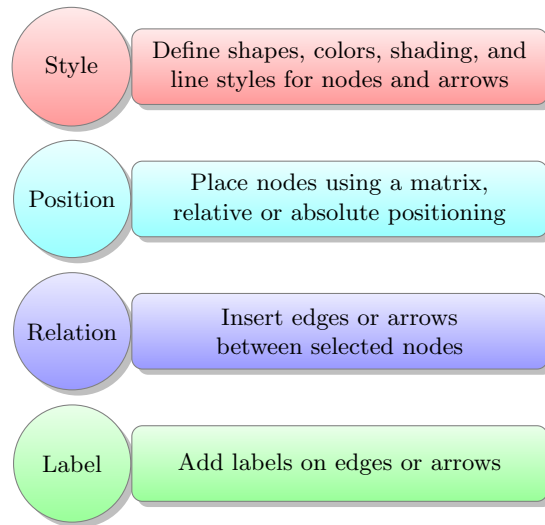 Style
Define shapes, colors, shading, and
line styles for nodes and arrows
Position
Place nodes using a matrix,
relative or absolute positioning
Relation
Insert edges or arrows
between selected nodes
Label
Add labels on edges or arrows